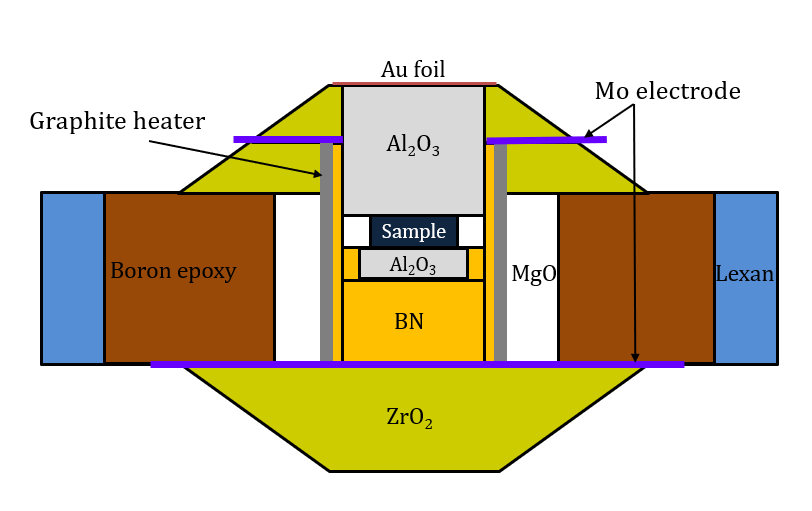 Au foil
Mo electrode
Graphite heater
Al₂O₃
Sample
Al₂O₃
Boron epoxy
MgO
Lexan
BN
ZrO₂